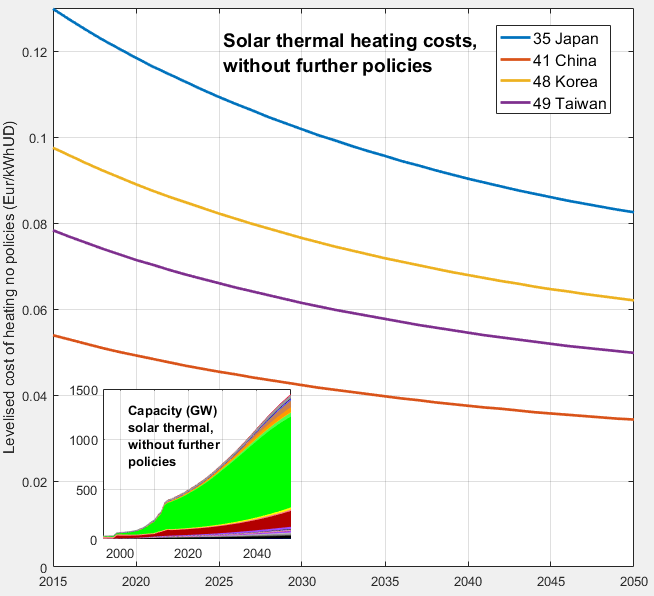 Solar thermal heating costs,
without further policies
35 Japan
41 China
48 Korea
49 Taiwan
Levelised cost of heating no policies (Eur/kWhUD)
0.12
0.1
0.08
0.06
0.04
0.02
0
2015
2020
2025
2030
2035
2040
2045
2050
Capacity (GW)
solar thermal,
without further
policies
1500
1000
500
0
2000
2020
2040